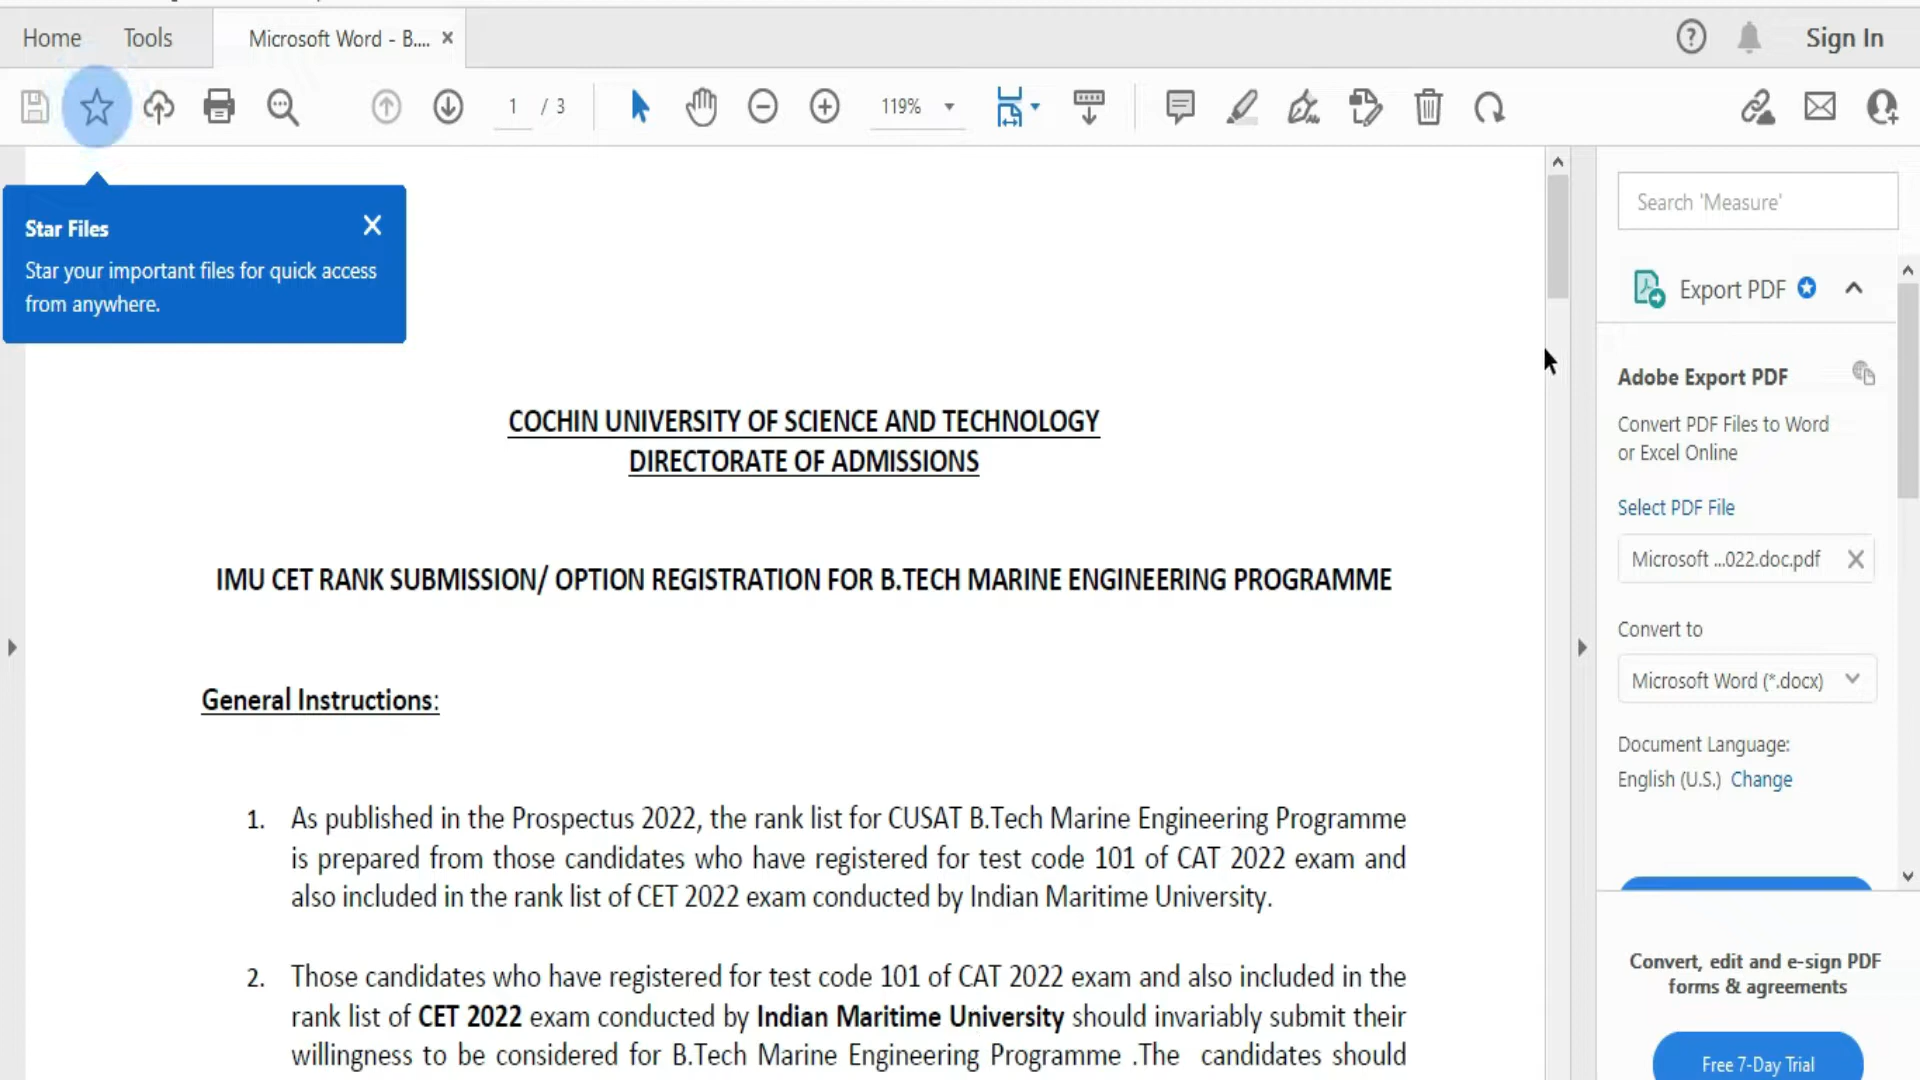 Home Tools Microsoft Word - B.... × Sign In
1 / 3 119%
Star Files
Star your important files for quick access
from anywhere.
COCHIN UNIVERSITY OF SCIENCE AND TECHNOLOGY
DIRECTORATE OF ADMISSIONS
IMU CET RANK SUBMISSION/ OPTION REGISTRATION FOR B.TECH MARINE ENGINEERING PROGRAMME
General Instructions:
1. As published in the Prospectus 2022, the rank list for CUSAT B.Tech Marine Engineering Programme
is prepared from those candidates who have registered for test code 101 of CAT 2022 exam and
also included in the rank list of CET 2022 exam conducted by Indian Maritime University.
2. Those candidates who have registered for test code 101 of CAT 2022 exam and also included in the
rank list of CET 2022 exam conducted by Indian Maritime University should invariably submit their
willingness to be considered for B.Tech Marine Engineering Programme .The candidates should
Search 'Measure'
Export PDF
Adobe Export PDF
Convert PDF Files to Word
or Excel Online
Select PDF File
Microsoft ...022.doc.pdf
Convert to
Microsoft Word (*.docx)
Document Language:
English (U.S.) Change
Convert, edit and e-sign PDF
forms & agreements
Free 7-Day Trial